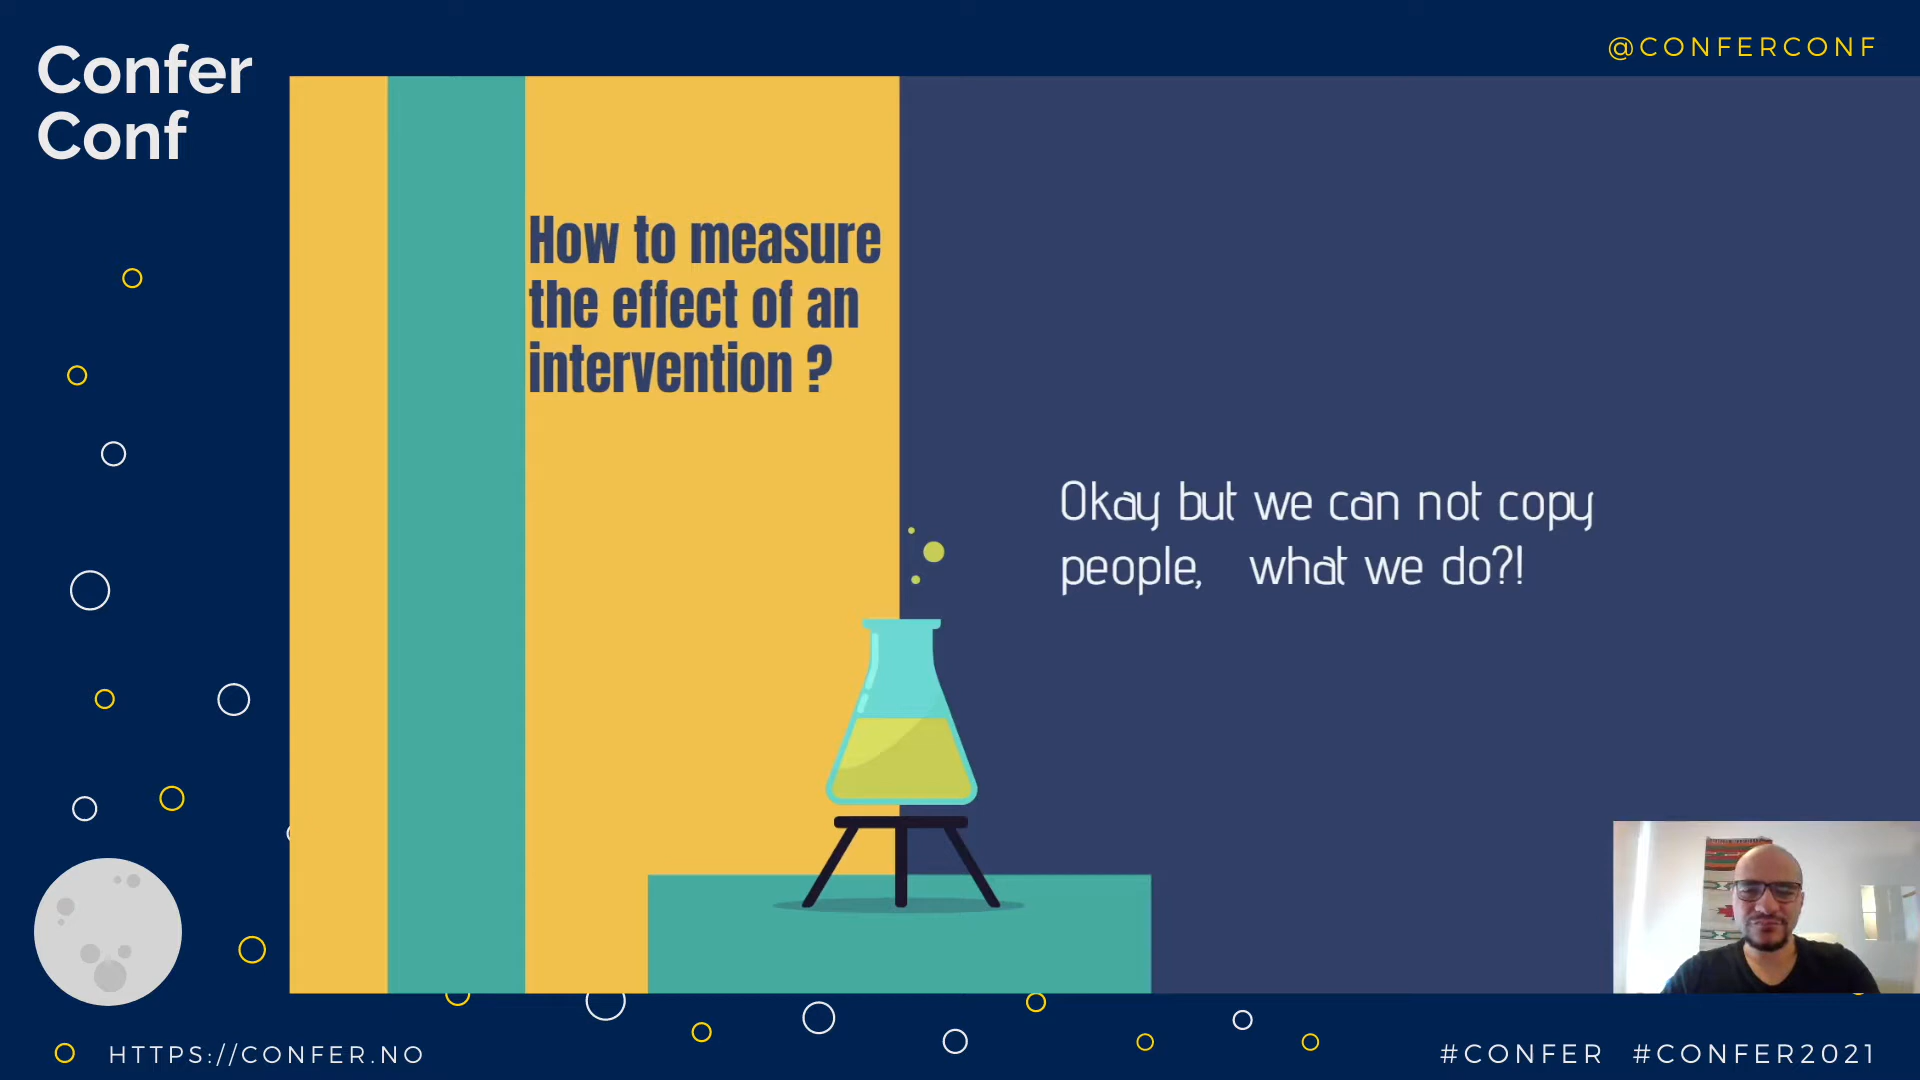 Confer
Conf
@CONFERCONF
How to measure
the effect of an
intervention ?
Okay but we can not copy
people, what we do?!
HTTPS://CONFER.NO
#CONFER #CONFER2021